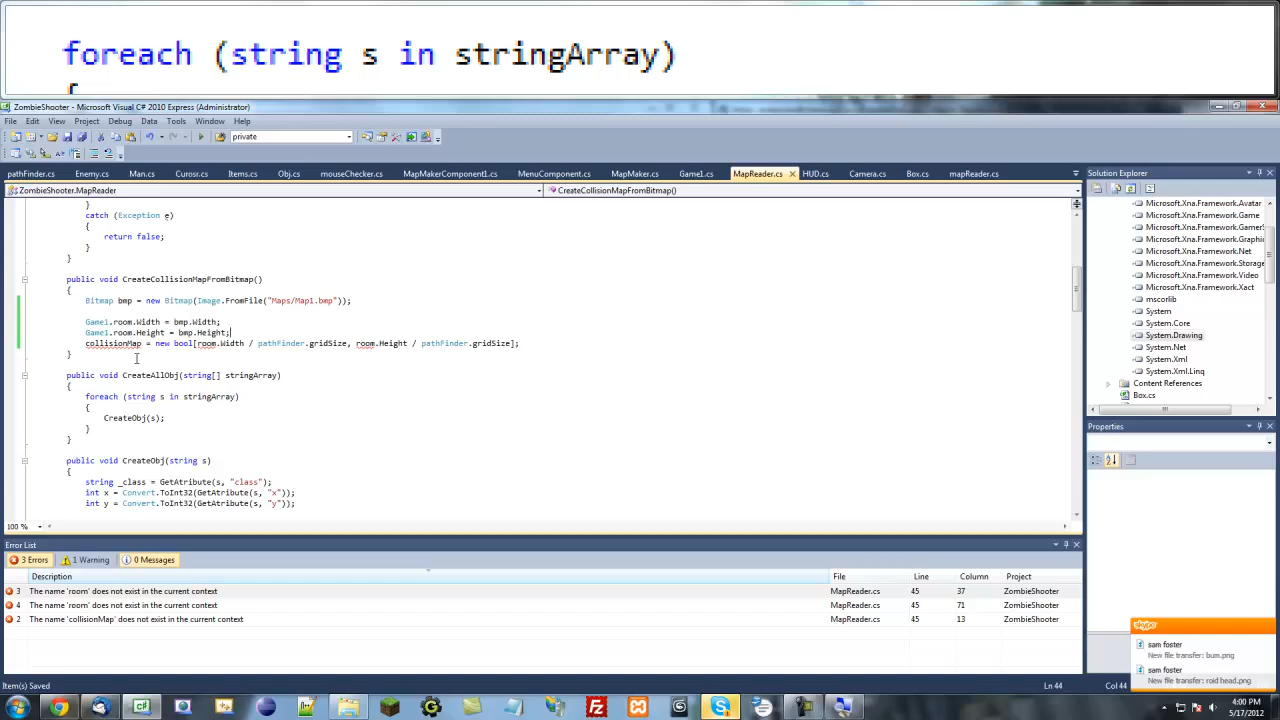 foreach (string s in stringArray)
{
ZombieShooter - Microsoft Visual C# 2010 Express (Administrator)
File Edit View Project Debug Data Tools Window Help
private
pathFinder.cs Enemy.cs Man.cs Curosr.cs Items.cs Obj.cs mouseChecker.cs MapMakerComponent1.cs MenuComponent.cs MapMaker.cs Game1.cs MapReader.cs HUD.cs Camera.cs Box.cs mapReader.cs
ZombieShooter.MapReader CreateCollisionMapFromBitmap()
}
catch (Exception e)
{
return false;
}
}
public void CreateCollisionMapFromBitmap()
{
Bitmap bmp = new Bitmap(Image.FromFile("Maps/Map1.bmp"));
Game1.room.Width = bmp.Width;
Game1.room.Height = bmp.Height;
collisionMap = new bool[room.Width / pathFinder.gridSize, room.Height / pathFinder.gridSize];
}
public void CreateAllObj(string[] stringArray)
{
foreach (string s in stringArray)
{
CreateObj(s);
}
}
public void CreateObj(string s)
{
string _class = GetAtribute(s, "class");
int x = Convert.ToInt32(GetAtribute(s, "x"));
int y = Convert.ToInt32(GetAtribute(s, "y"));
100 %
Solution Explorer
Microsoft.Xna.Framework.Avatar
Microsoft.Xna.Framework.Game
Microsoft.Xna.Framework.GamerS
Microsoft.Xna.Framework.Graphic
Microsoft.Xna.Framework.Net
Microsoft.Xna.Framework.Storage
Microsoft.Xna.Framework.Video
Microsoft.Xna.Framework.Xact
mscorlib
System
System.Core
System.Drawing
System.Net
System.Xml
System.Xml.Linq
Content References
Box.cs
Properties
Error List
3 Errors 1 Warning 0 Messages
Description File Line Column Project
3 The name 'room' does not exist in the current context MapReader.cs 45 37 ZombieShooter
4 The name 'room' does not exist in the current context MapReader.cs 45 71 ZombieShooter
2 The name 'collisionMap' does not exist in the current context MapReader.cs 45 13 ZombieShooter
skype
sam foster
New file transfer: bum.png
sam foster
New file transfer: roid head.png
Item(s) Saved Ln 44 Col 44
4:00 PM
5/17/2012